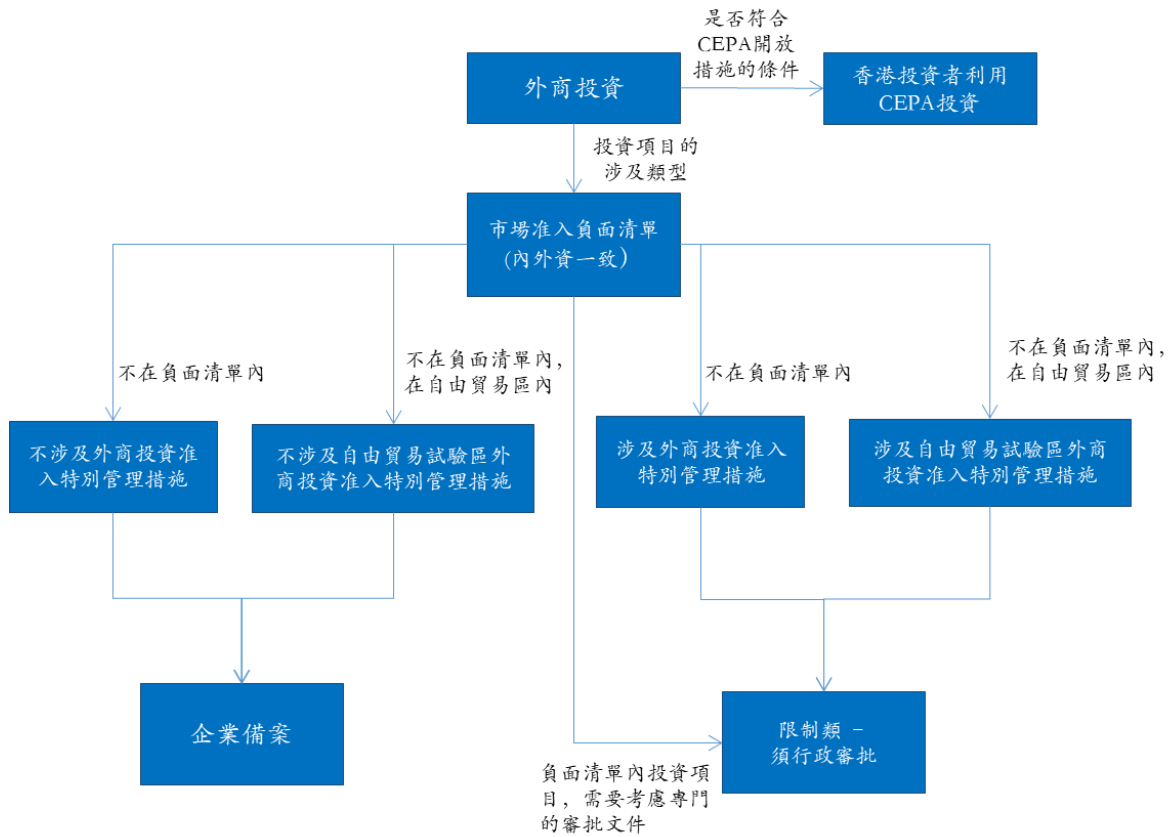 是否符合
CEPA開放
措施的條件
外商投資
香港投資者利用
CEPA投資
投資項目的
涉及類型
市場准入負面清單
(內外資一致)
不在負面清單內
不在負面清單內,
在自由貿易區內
不在負面清單內
不在負面清單內,
在自由貿易區內
不涉及外商投資准
入特別管理措施
不涉及自由貿易試驗區外
商投資准入特別管理措施
涉及外商投資准入
特別管理措施
涉及自由貿易試驗區外商
投資准入特別管理措施
企業備案
限制類 –
須行政審批
負面清單內投資項
目, 需要考慮專門
的審批文件